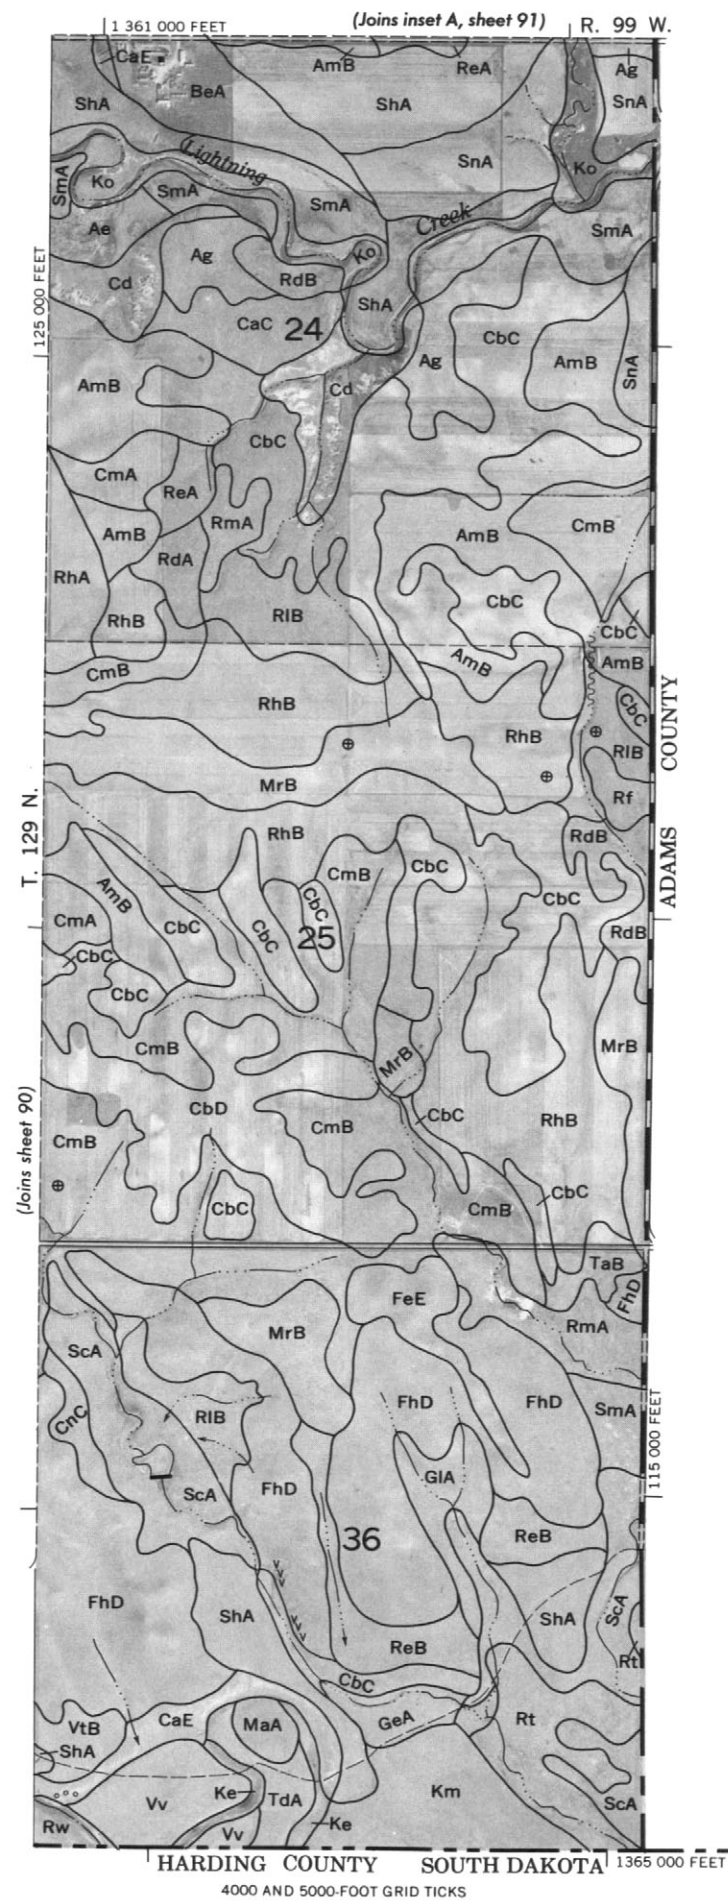 1 361 000 FEET
(Joins inset A, sheet 91)
R. 99 W.
CaE
BeA
AmB
ReA
Ag
ShA
ShA
SnA
SnA
Lightning
Ko
SmA
Ko
SmA
SmA
Creek
Ae
Ag
Ko
SmA
Cd
RdB
ShA
125 000 FEET
CaC
24
CbC
Ag
AmB
SnA
AmB
Cd
CbC
CmA
ReA
RmA
AmB
CmB
AmB
RdA
RhA
CbC
RhB
RIB
CbC
AmB
AmB
CmB
CbC
RhB
RhB
RIB
COUNTY
MrB
Rf
T. 129 N.
RhB
RdB
CmB
CbC
ADAMS
AmB
CbC
CbC
CmA
CbC
CbC
25
RdB
CbC
CbC
CmB
MrB
MrB
CbD
CmB
CbC
RhB
(Joins sheet 90)
CmB
CbC
CmB
CbC
TaB
FeE
FhD
MrB
RmA
ScA
FhD
FhD
SmA
CnC
RIB
115 000 FEET
GIA
ScA
FhD
36
ReB
FhD
ShA
ShA
ScA
ReB
Rt
CbC
VtB
CaE
MaA
GeA
Rt
ShA
Vv
Ke
TdA
Km
ScA
Rw
Vv
Ke
HARDING COUNTY SOUTH DAKOTA
1365 000 FEET
4000 AND 5000-FOOT GRID TICKS